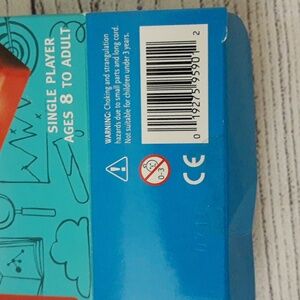 SINGLE PLAYER
AGES 8 TO ADULT
WARNING: Choking and strangulation
hazards due to small parts and long cord.
Not suitable for children under 3 years.
0 19275 95901 2
0-3
CE